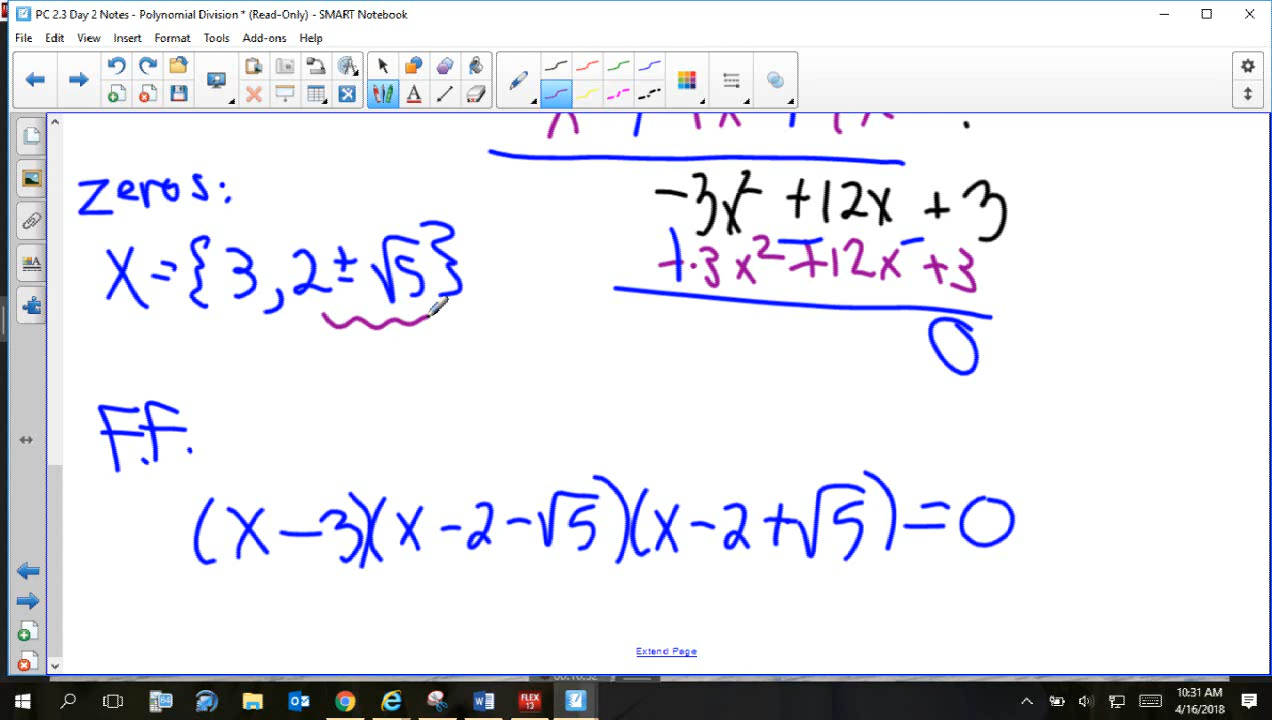 PC 2.3 Day 2 Notes - Polynomial Division * (Read-Only) - SMART Notebook
File Edit View Insert Format Tools Add-ons Help
zeros:
x = {3, 2 ± √5}
-3x² + 12x + 3
-3x² + 12x + 3
0
F.F.
(x - 3)(x - 2 - √5)(x - 2 + √5) = 0
Extend Page
FLEX 13
10:31 AM
4/16/2018